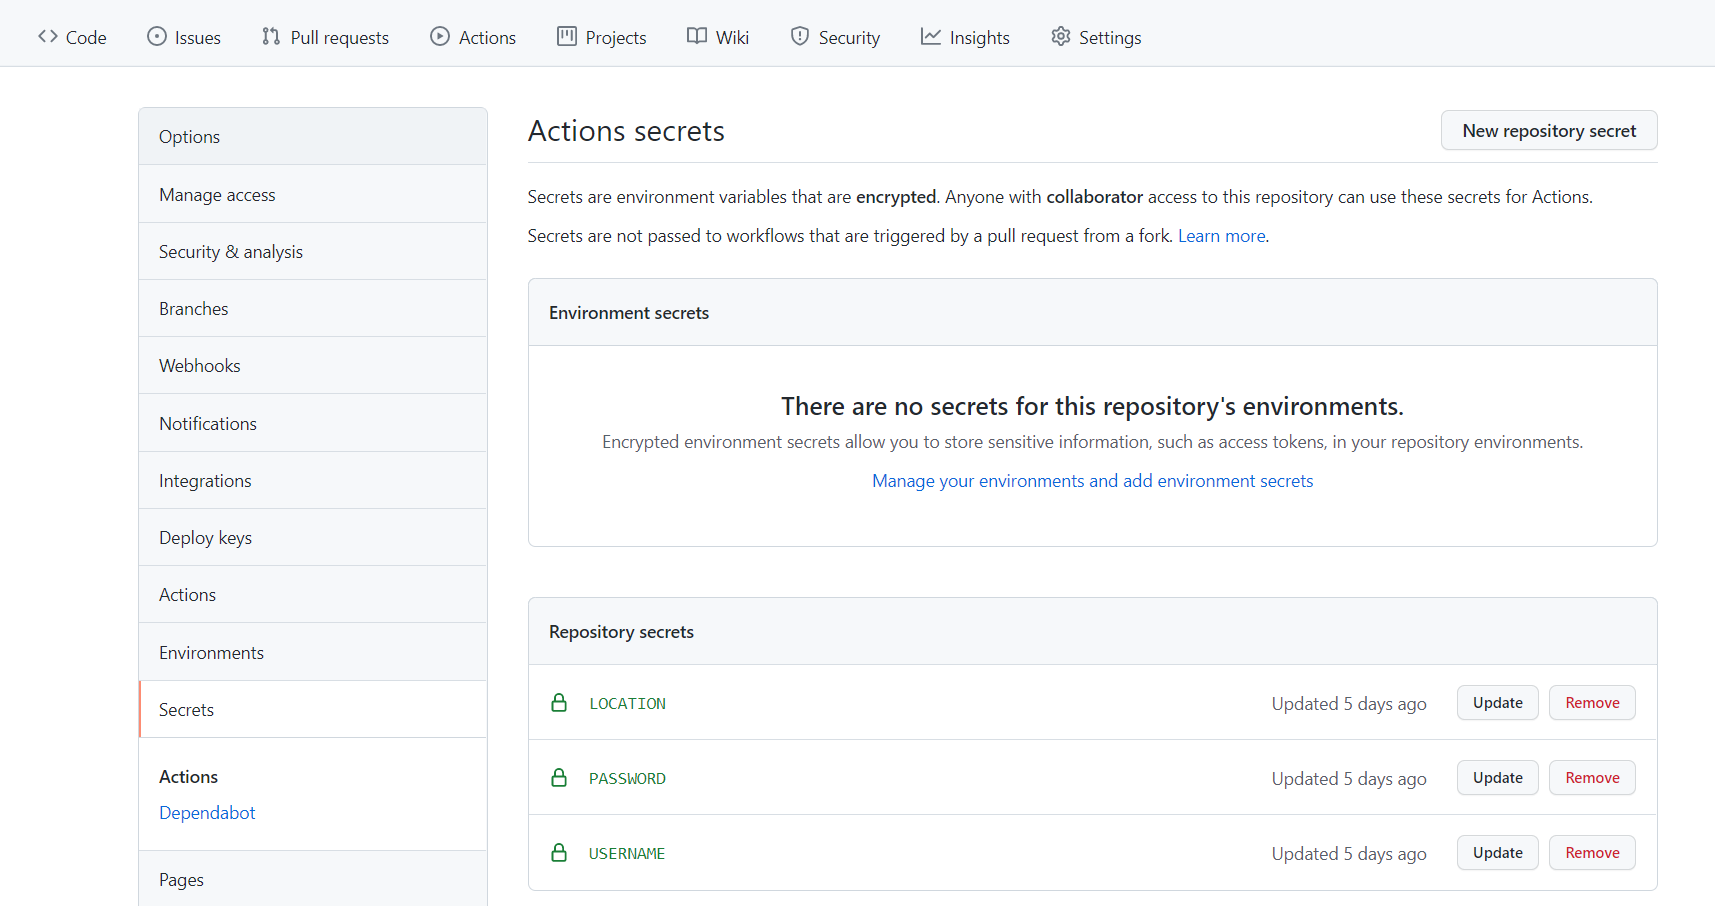 Code Issues Pull requests Actions Projects Wiki Security Insights Settings
Options
Manage access
Security & analysis
Branches
Webhooks
Notifications
Integrations
Deploy keys
Actions
Environments
Secrets
Actions
Dependabot
Pages
Actions secrets
New repository secret
Secrets are environment variables that are encrypted. Anyone with collaborator access to this repository can use these secrets for Actions.
Secrets are not passed to workflows that are triggered by a pull request from a fork. Learn more.
Environment secrets
There are no secrets for this repository's environments.
Encrypted environment secrets allow you to store sensitive information, such as access tokens, in your repository environments.
Manage your environments and add environment secrets
Repository secrets
LOCATION Updated 5 days ago Update Remove
PASSWORD Updated 5 days ago Update Remove
USERNAME Updated 5 days ago Update Remove